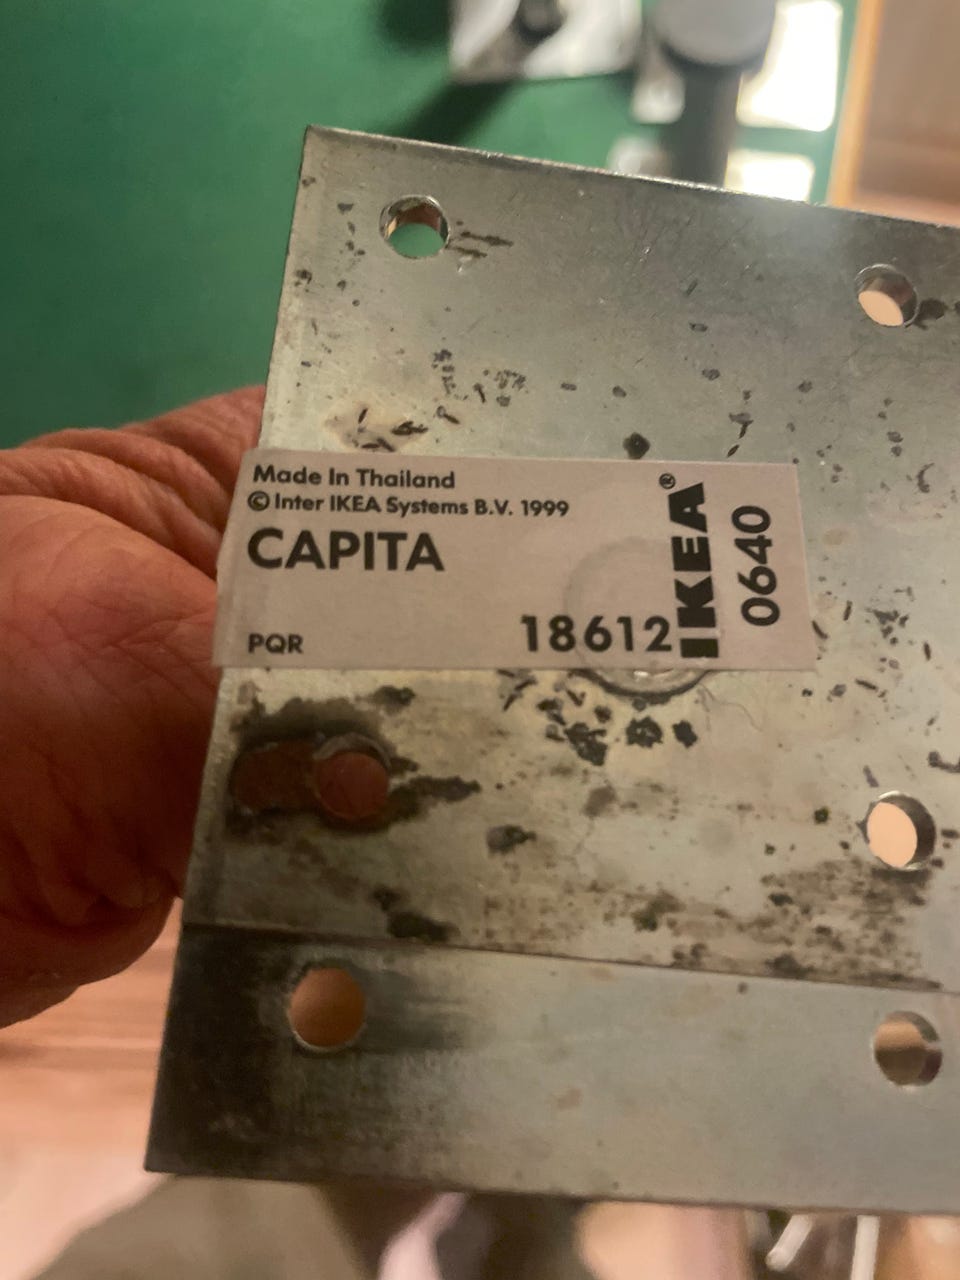 Made In Thailand
© Inter IKEA Systems B.V. 1999
CAPITA
PQR
18612
IKEA®
0640